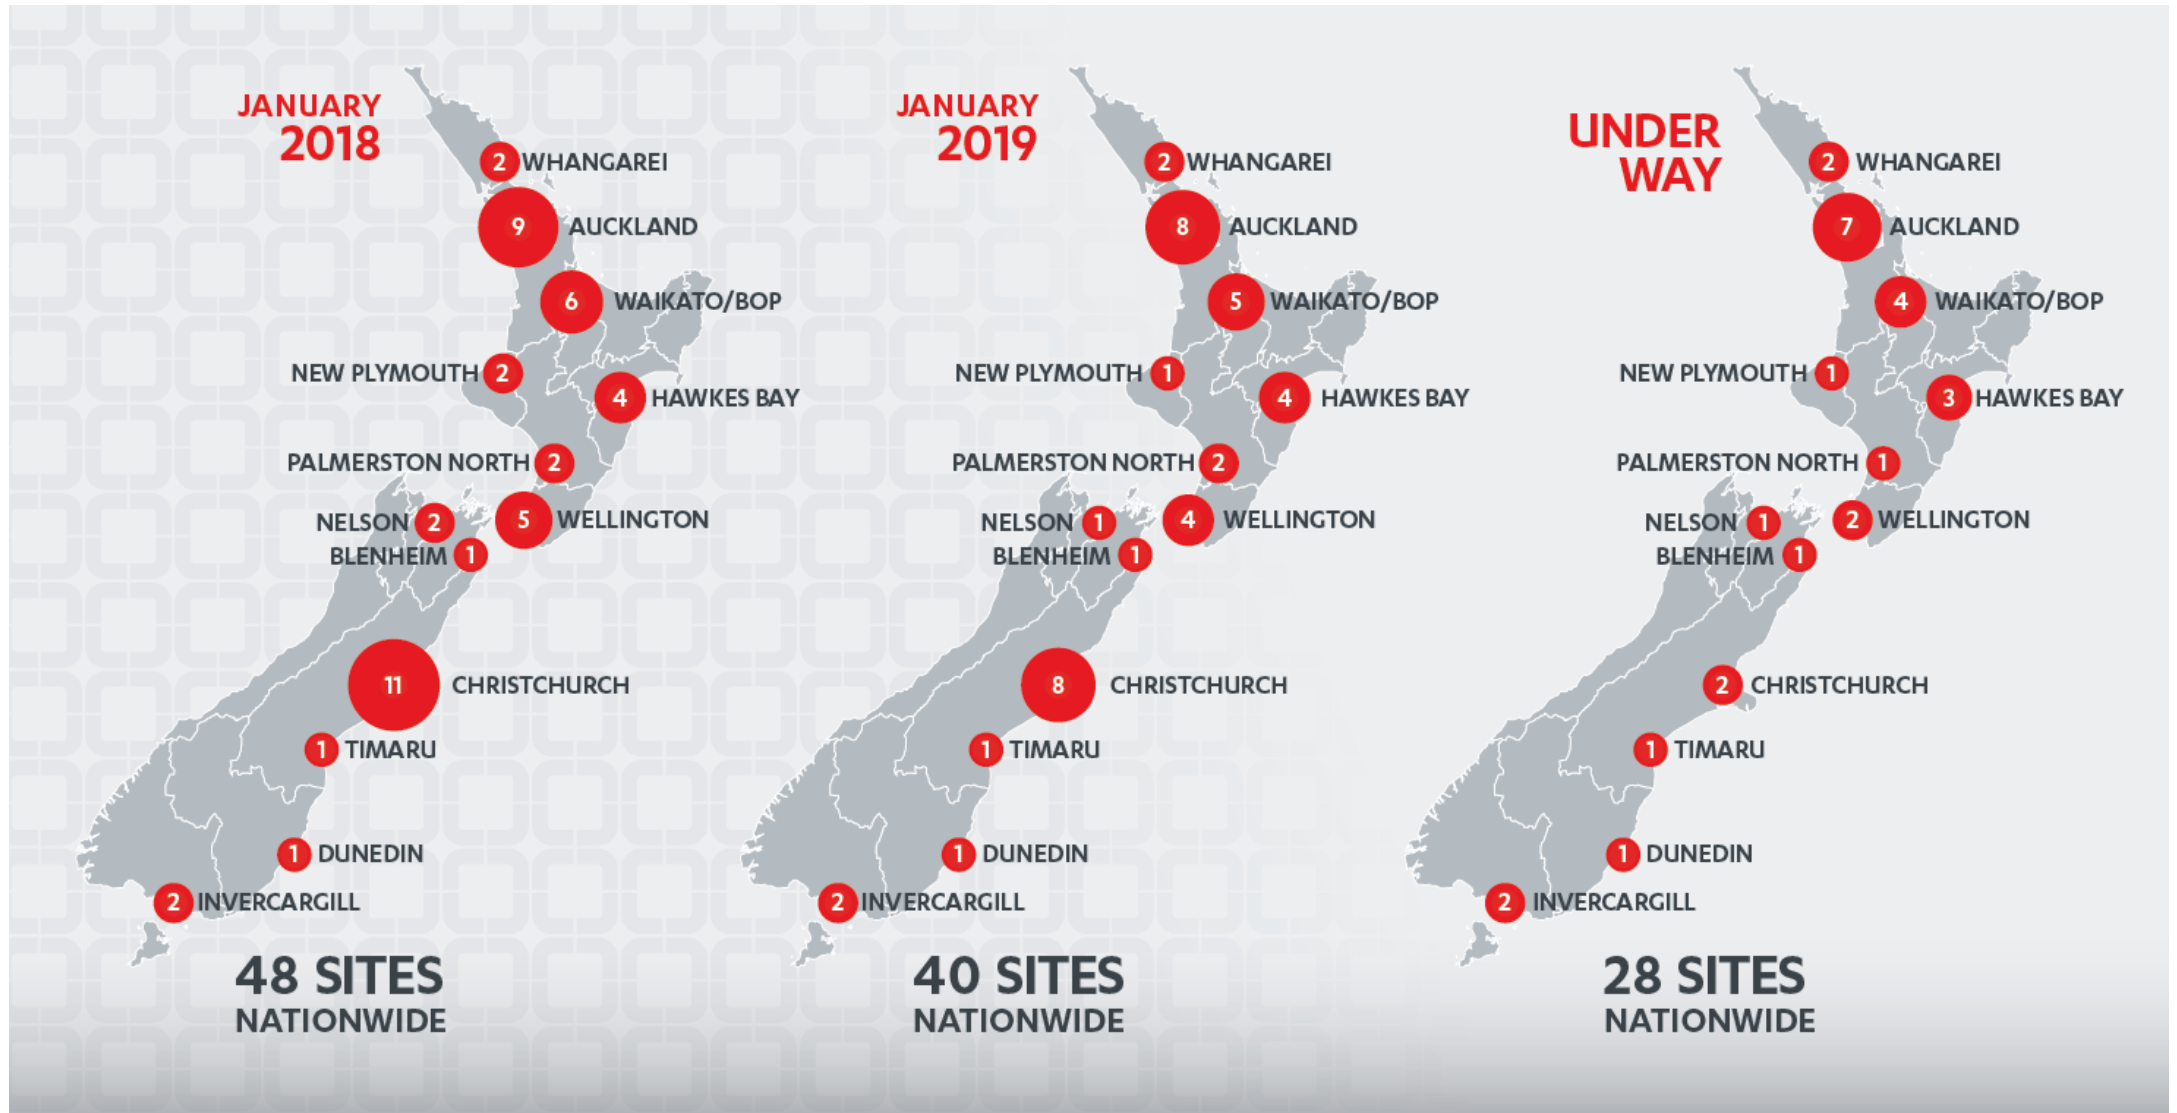 JANUARY
2018
2 WHANGAREI
9 AUCKLAND
6 WAIKATO/BOP
NEW PLYMOUTH 2
4 HAWKES BAY
PALMERSTON NORTH 2
NELSON 2
5 WELLINGTON
BLENHEIM 1
11 CHRISTCHURCH
1 TIMARU
1 DUNEDIN
2 INVERCARGILL
48 SITES
NATIONWIDE
JANUARY
2019
2 WHANGAREI
8 AUCKLAND
5 WAIKATO/BOP
NEW PLYMOUTH 1
4 HAWKES BAY
PALMERSTON NORTH 2
NELSON 1
4 WELLINGTON
BLENHEIM 1
8 CHRISTCHURCH
1 TIMARU
1 DUNEDIN
2 INVERCARGILL
40 SITES
NATIONWIDE
UNDER
WAY
2 WHANGAREI
7 AUCKLAND
4 WAIKATO/BOP
NEW PLYMOUTH 1
3 HAWKES BAY
PALMERSTON NORTH 1
NELSON 1
2 WELLINGTON
BLENHEIM 1
2 CHRISTCHURCH
1 TIMARU
1 DUNEDIN
2 INVERCARGILL
28 SITES
NATIONWIDE